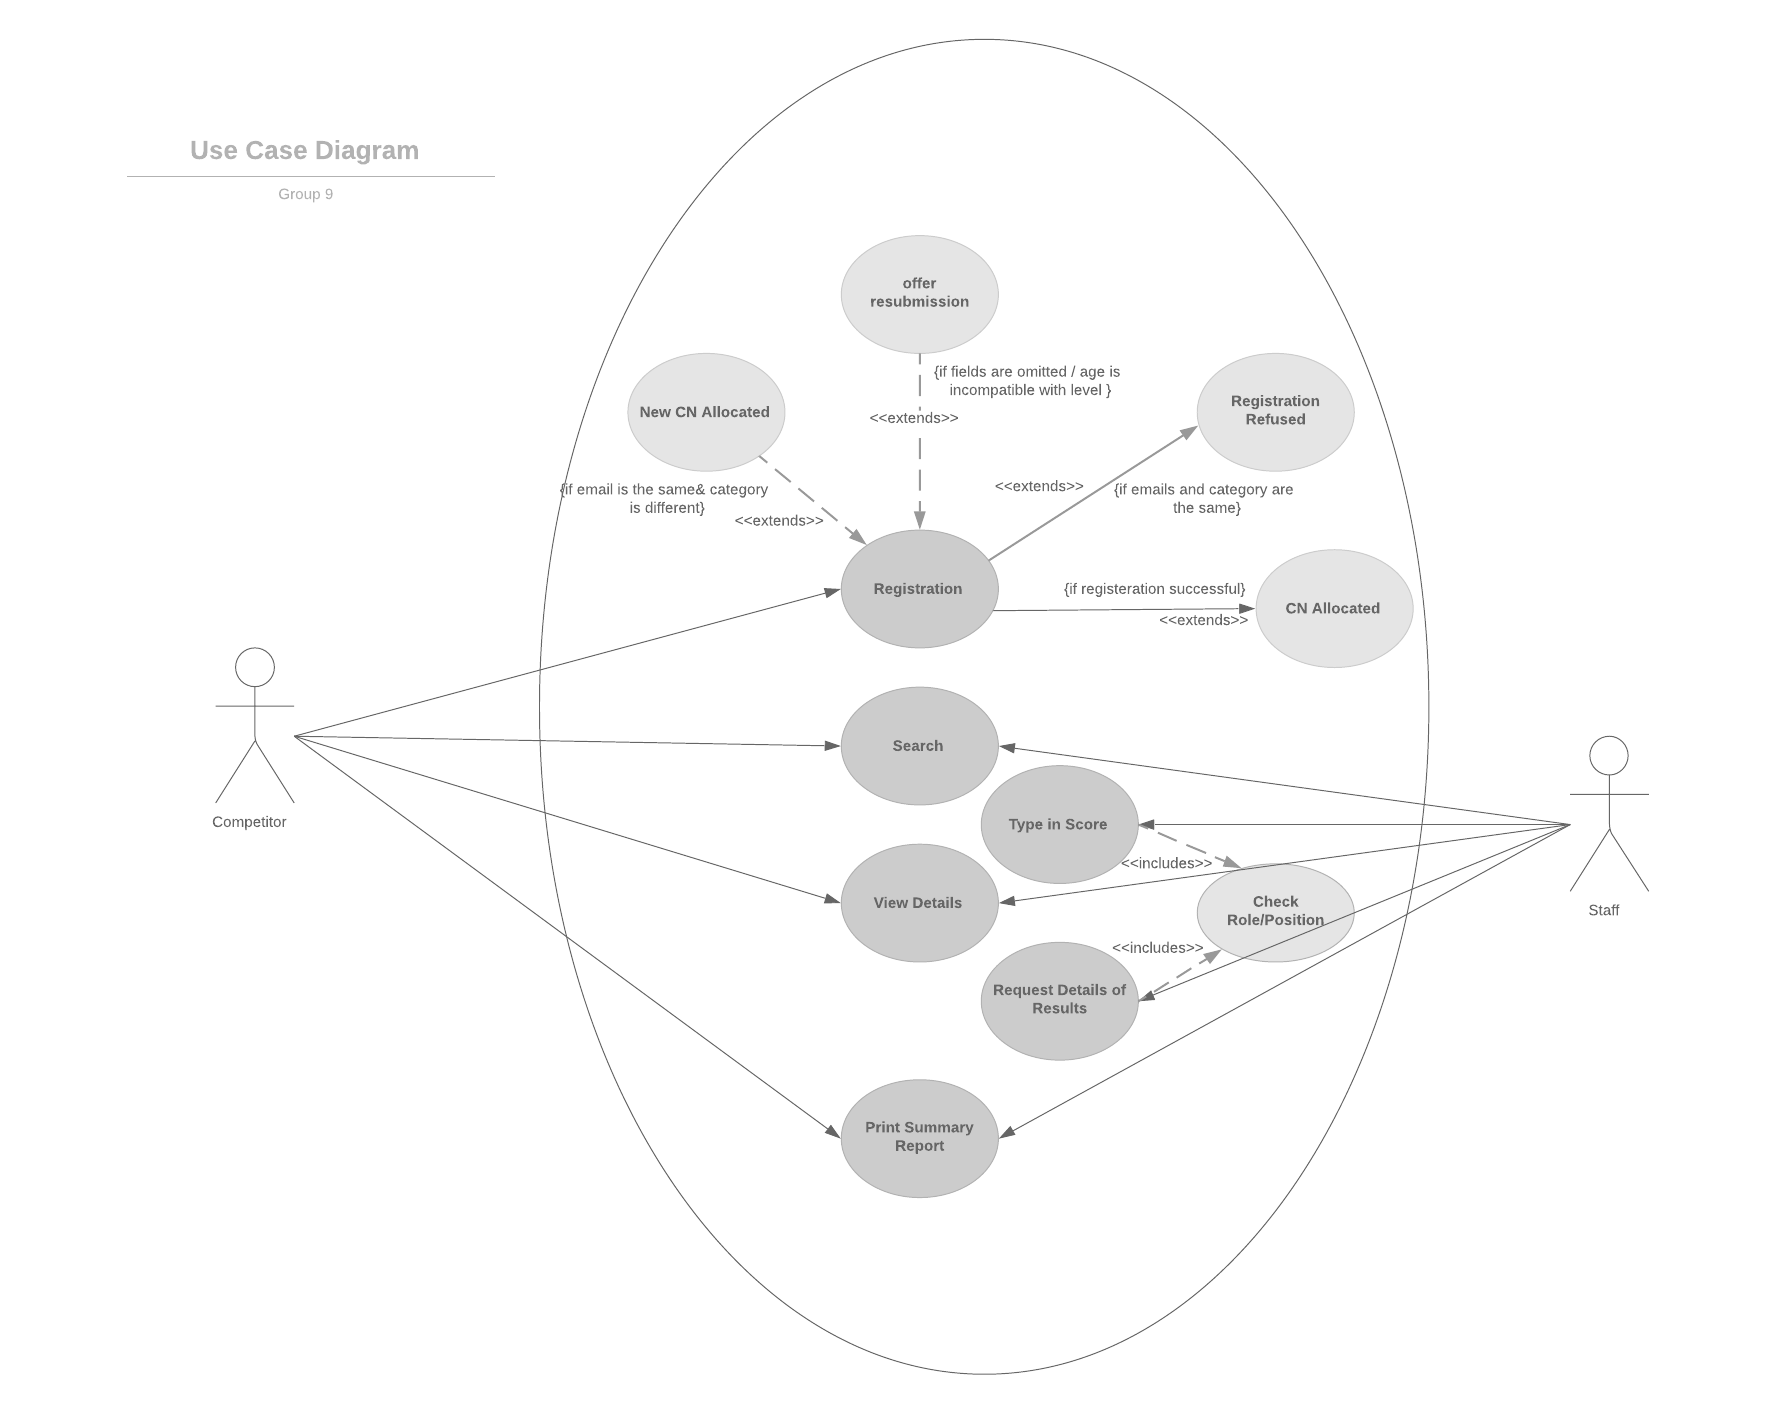 Use Case Diagram
Group 9
offer
resubmission
{if fields are omitted / age is
incompatible with level }
<<extends>>
New CN Allocated
{if email is the same& category
is different}
<<extends>>
Registration
Refused
<<extends>>
{if emails and category are
the same}
Registration
{if registeration successful}
<<extends>>
CN Allocated
Competitor
Search
Type in Score
<<includes>>
View Details
Check
Role/Position
Staff
<<includes>>
Request Details of
Results
Print Summary
Report